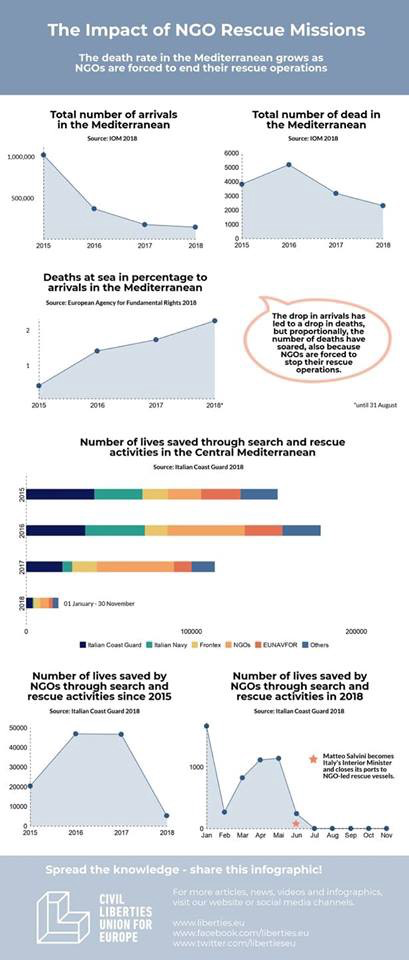 The Impact of NGO Rescue Missions
The death rate in the Mediterranean grows as
NGOs are forced to end their rescue operations
Total number of arrivals
in the Mediterranean
Source: IOM 2018
1,000,000
500,000
2015 2016 2017 2018
Total number of dead in
the Mediterranean
Source: IOM 2018
6000
5000
4000
3000
2000
1000
0
2015 2016 2017 2018
Deaths at sea in percentage to
arrivals in the Mediterranean
Source: European Agency for Fundamental Rights 2018
2
1
2015 2016 2017 2018*
The drop in arrivals has
led to a drop in deaths,
but proportionally, the
number of deaths have
soared, also because
NGOs are forced to
stop their rescue
operations.
*until 31 August
Number of lives saved through search and rescue
activities in the Central Mediterranean
Source: Italian Coast Guard 2018
2015
2016
2017
2018
01 January - 30 November
0 100000 200000
Italian Coast Guard Italian Navy Frontex NGOs EUNAVFOR Others
Number of lives saved by
NGOs through search and
rescue activities since 2015
Source: Italian Coast Guard 2018
50000
40000
30000
20000
10000
0
2015 2016 2017 2018
Number of lives saved by
NGOs through search and
rescue activities in 2018
Source: Italian Coast Guard 2018
1000
0
Jan Feb Mar Apr Mai Jun Jul Aug Sep Oct Nov
Matteo Salvini becomes
Italy's Interior Minister
and closes its ports to
NGO-led rescue vessels.
Spread the knowledge - share this infographic!
CIVIL
LIBERTIES
UNION FOR
EUROPE
For more articles, news, videos and infographics,
visit our website or social media channels.
www.liberties.eu
www.facebook.com/liberties.eu
www.twitter.com/libertieseu